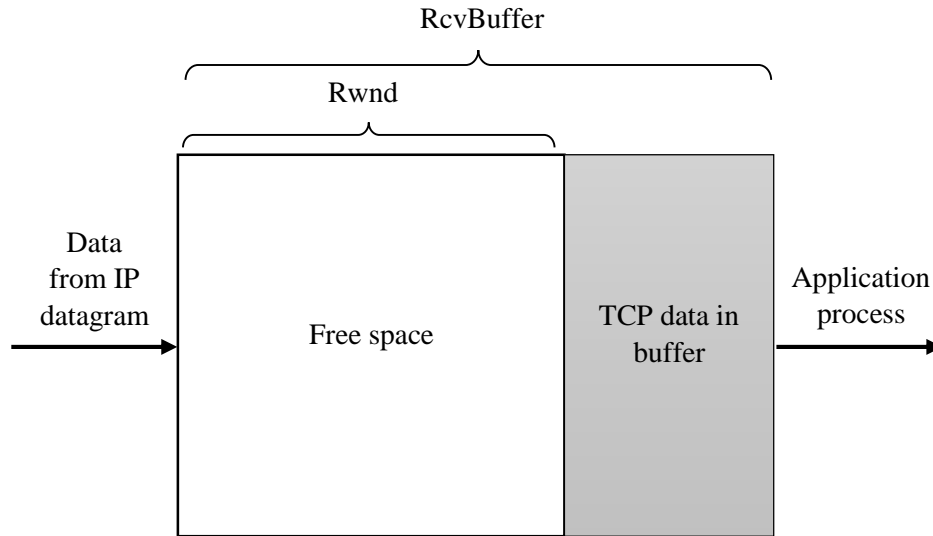 RcvBuffer
Rwnd
Data
from IP
datagram
Free space
TCP data in
buffer
Application
process